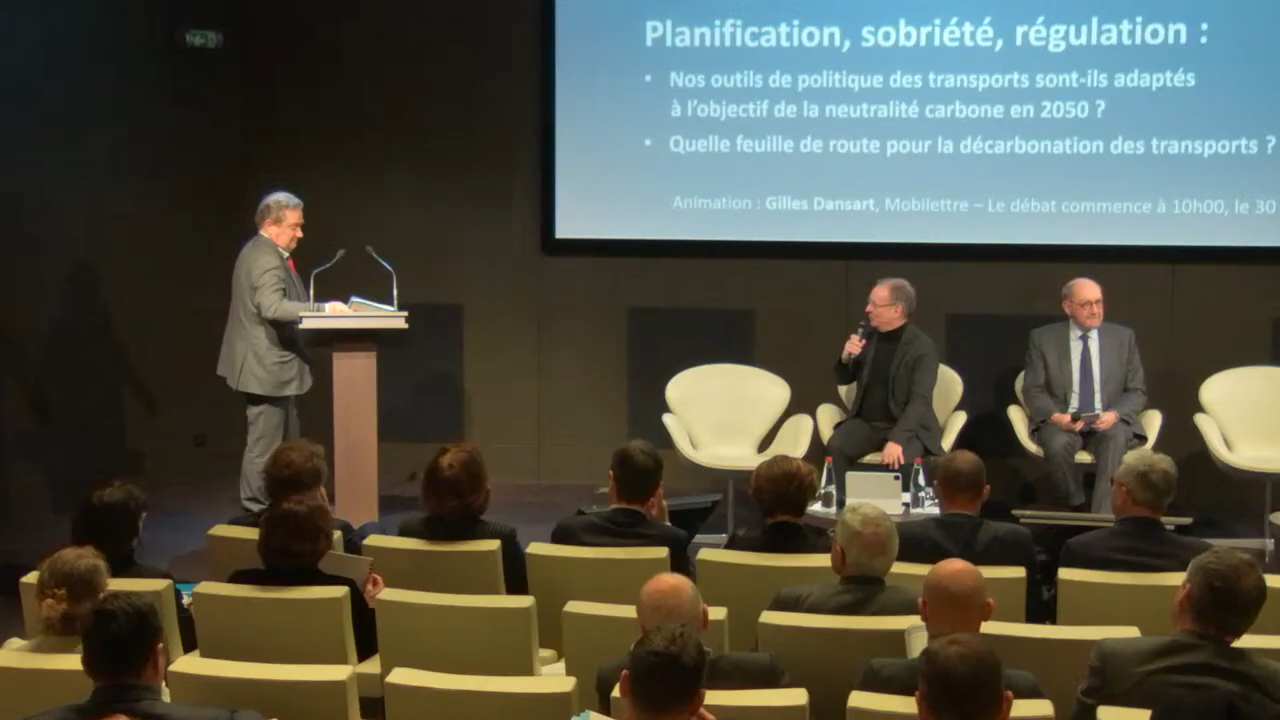 Planification, sobriété, régulation :
• Nos outils de politique des transports sont-ils adaptés
à l'objectif de la neutralité carbone en 2050 ?
• Quelle feuille de route pour la décarbonation des transports ?
Animation : Gilles Dansart, Mobilettre – Le débat commence à 10h00, le 30